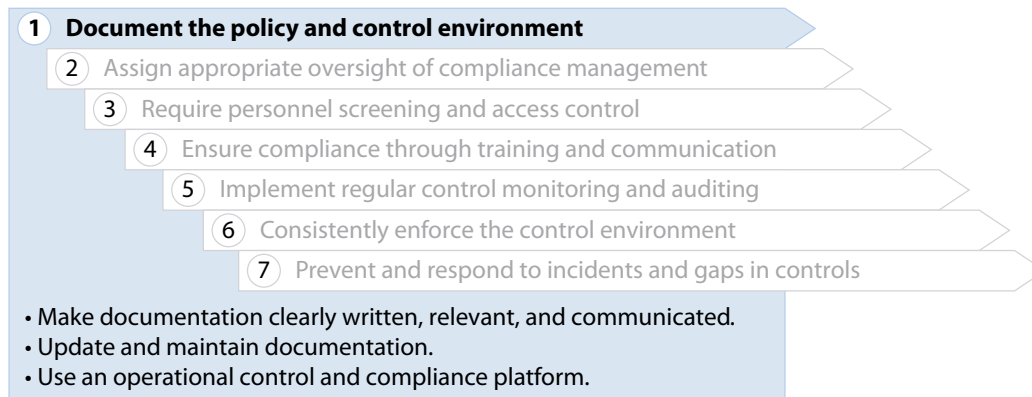 1 Document the policy and control environment
2 Assign appropriate oversight of compliance management
3 Require personnel screening and access control
4 Ensure compliance through training and communication
5 Implement regular control monitoring and auditing
6 Consistently enforce the control environment
7 Prevent and respond to incidents and gaps in controls
• Make documentation clearly written, relevant, and communicated.
• Update and maintain documentation.
• Use an operational control and compliance platform.